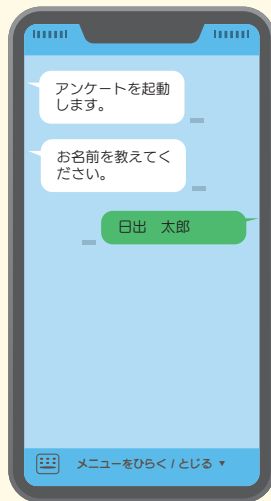 アンケートを起動
します。
お名前を教えてく
ださい。
日出　太郎
メニューをひらく / とじる ▼